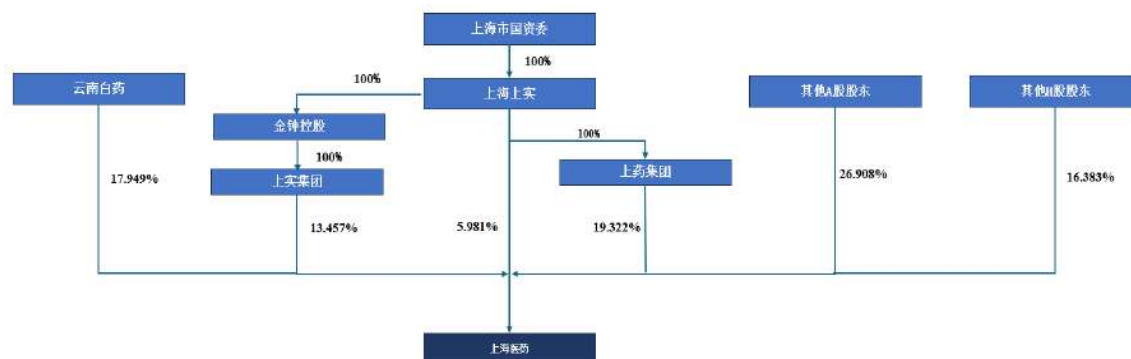 上海市国资委
100%
云南白药
100%
上海上实
其他A股股东
其他H股股东
金钟控股
100%
100%
17.949%
上实集团
上药集团
26.908%
16.383%
13.457%
5.981%
19.322%
上海医药